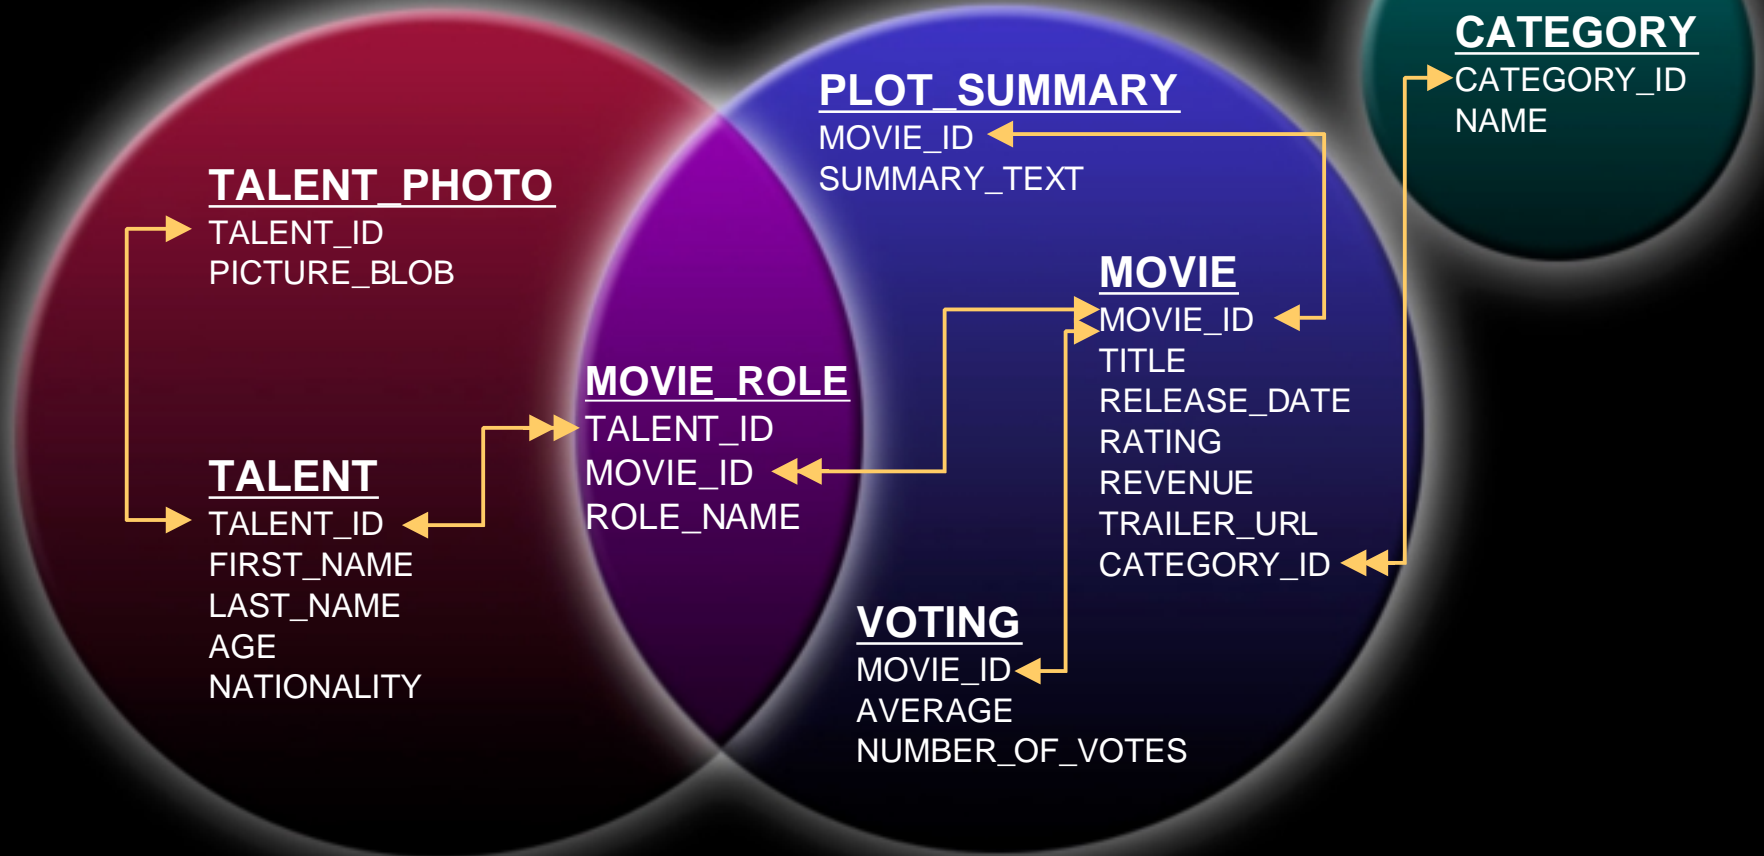 CATEGORY
CATEGORY_ID
NAME
PLOT_SUMMARY
MOVIE_ID
SUMMARY_TEXT
TALENT_PHOTO
TALENT_ID
PICTURE_BLOB
MOVIE
MOVIE_ID
TITLE
RELEASE_DATE
RATING
REVENUE
TRAILER_URL
CATEGORY_ID
MOVIE_ROLE
TALENT_ID
MOVIE_ID
ROLE_NAME
TALENT
TALENT_ID
FIRST_NAME
LAST_NAME
AGE
NATIONALITY
VOTING
MOVIE_ID
AVERAGE
NUMBER_OF_VOTES